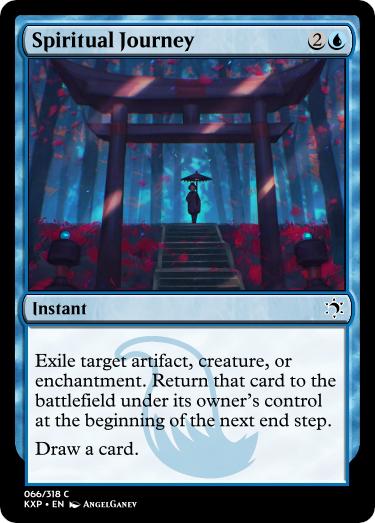 Spiritual Journey 2
Instant
Exile target artifact, creature, or
enchantment. Return that card to the
battlefield under its owner's control
at the beginning of the next end step.
Draw a card.
066/318 C
KXP • EN AngelGanev